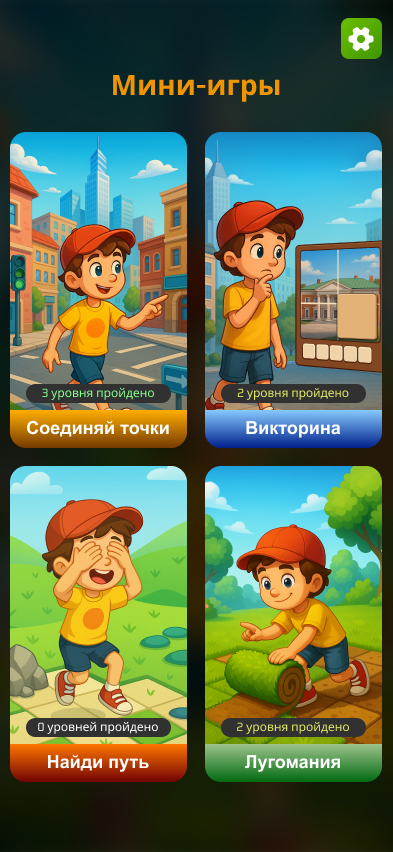 Мини-игры
3 уровня пройдено
2 уровня пройдено
Соединяй точки
Викторина
0 уровней пройдено
2 уровня пройдено
Найди путь
Лугомания